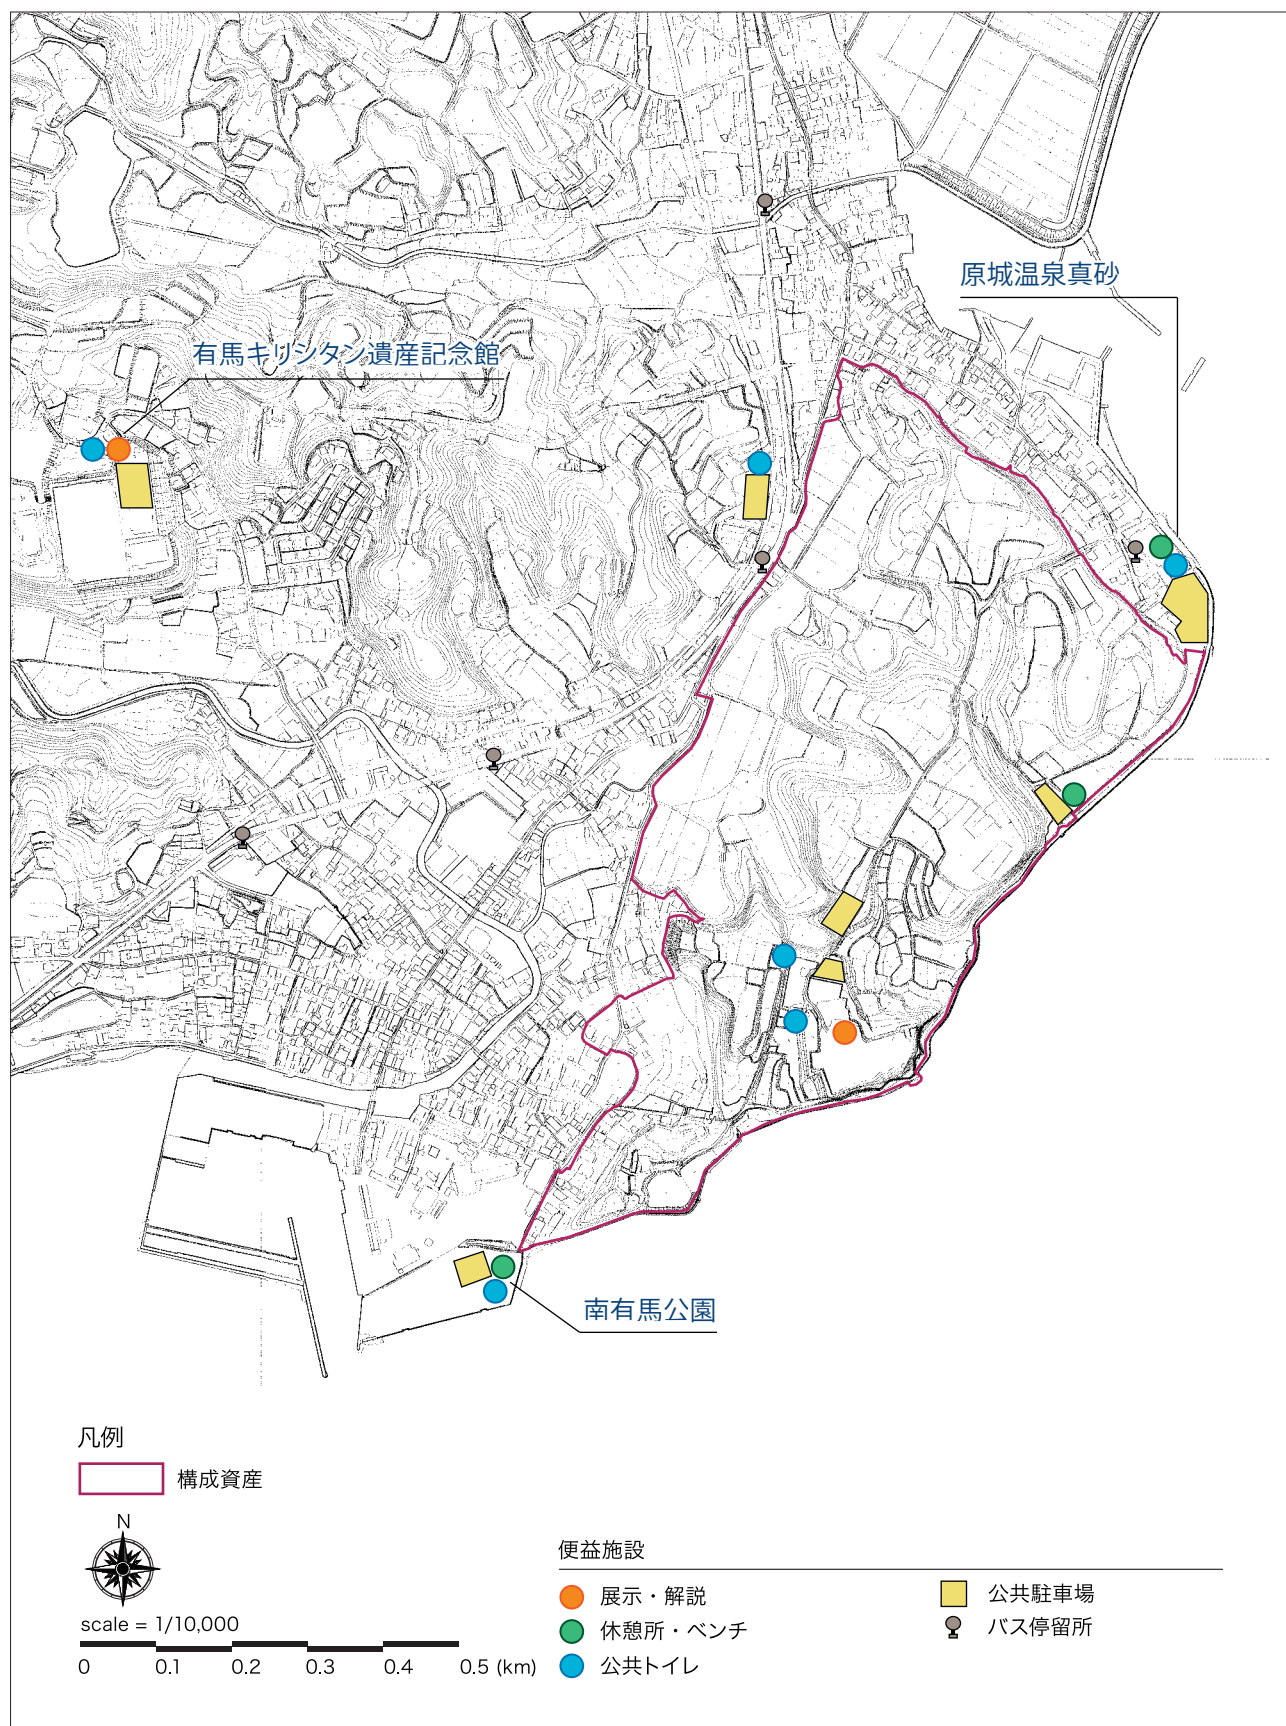 原城温泉真砂
有馬キリシタン遺産記念館
南有馬公園
凡例
構成資産
N
scale = 1/10,000
0 0.1 0.2 0.3 0.4 0.5 (km)
便益施設
展示・解説
休憩所・ベンチ
公共トイレ
公共駐車場
バス停留所